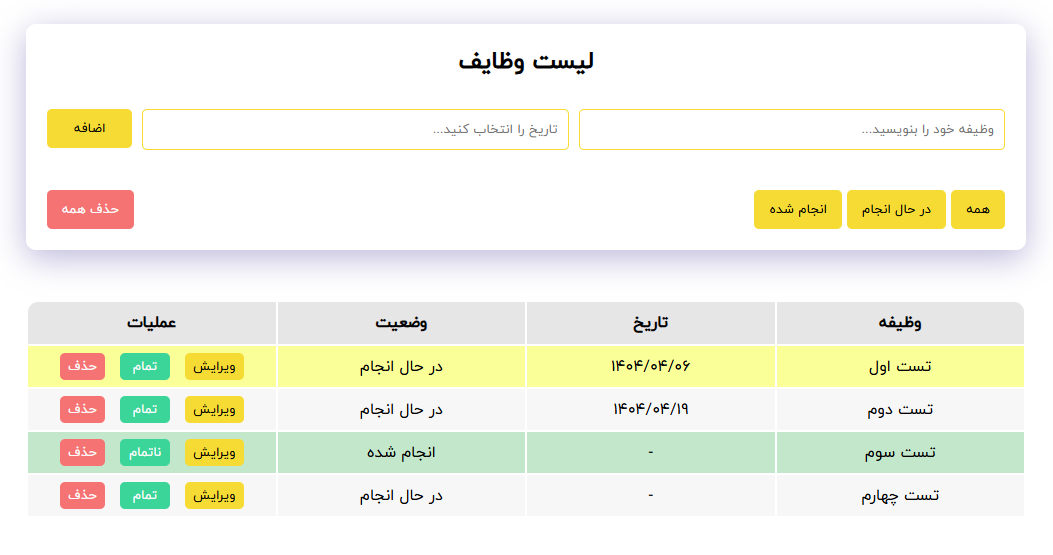 لیست وظایف
وظیفه خود را بنویسید... تاریخ را انتخاب کنید... اضافه
همه در حال انجام انجام شده حذف همه
وظیفه تاریخ وضعیت عملیات
تست اول ۱۴۰۴/۰۴/۰۶ در حال انجام ویرایش تمام حذف
تست دوم ۱۴۰۴/۰۴/۱۹ در حال انجام ویرایش تمام حذف
تست سوم - انجام شده ویرایش ناتمام حذف
تست چهارم - در حال انجام ویرایش تمام حذف